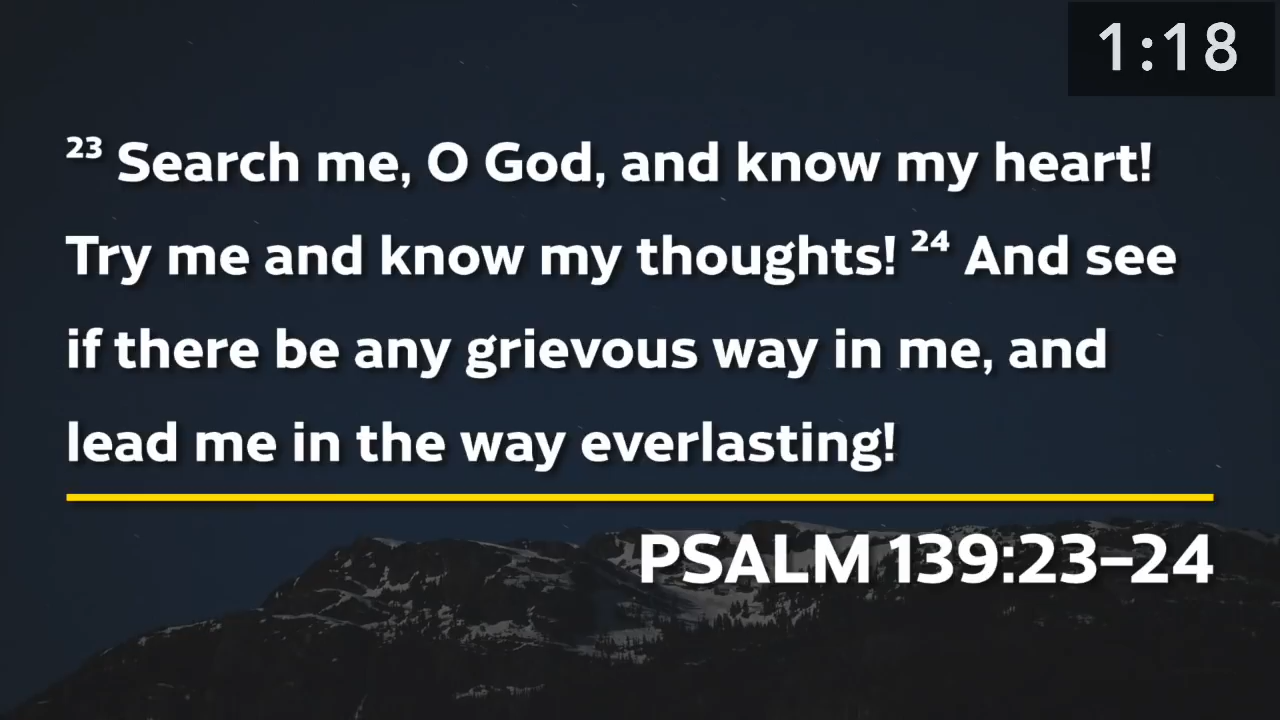 1:18
²³ Search me, O God, and know my heart!
Try me and know my thoughts! ²⁴ And see
if there be any grievous way in me, and
lead me in the way everlasting!
PSALM 139:23–24